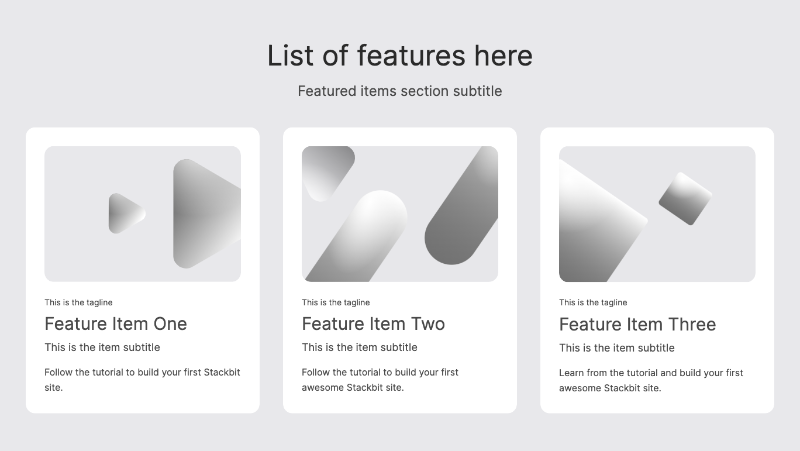 List of features here
Featured items section subtitle
This is the tagline
Feature Item One
This is the item subtitle
Follow the tutorial to build your first Stackbit
site.
This is the tagline
Feature Item Two
This is the item subtitle
Follow the tutorial to build your first
awesome Stackbit site.
This is the tagline
Feature Item Three
This is the item subtitle
Learn from the tutorial and build your first
awesome Stackbit site.